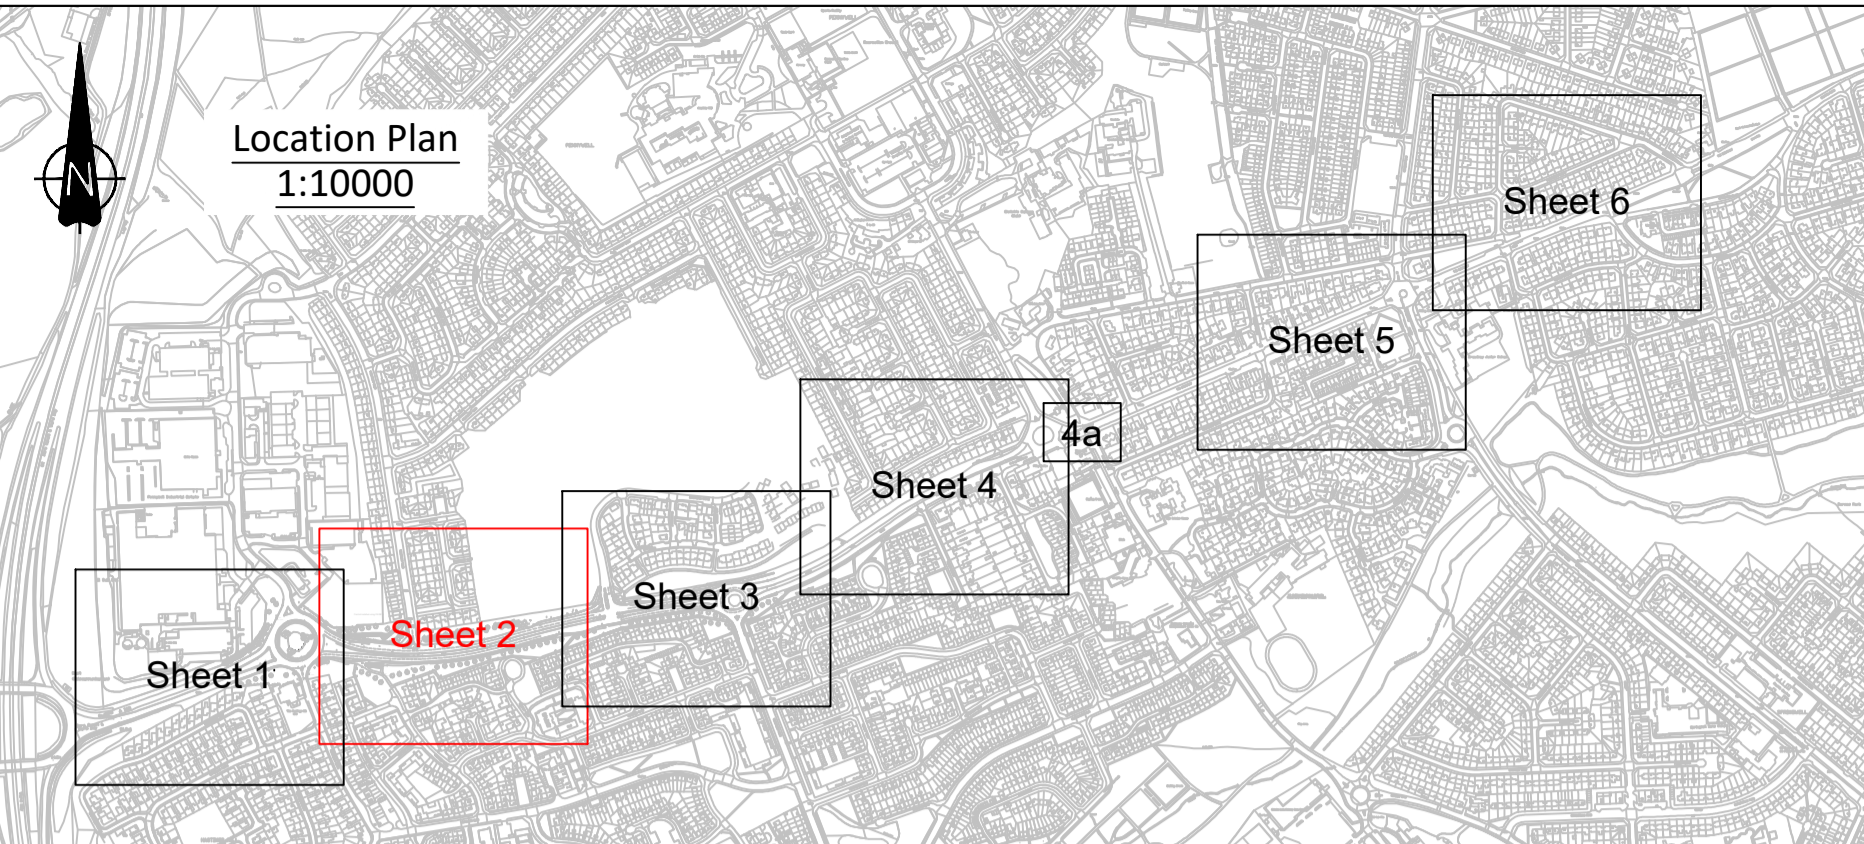 Location Plan
1:10000
N
Sheet 6
Sheet 5
4a
Sheet 4
Sheet 3
Sheet 2
Sheet 1